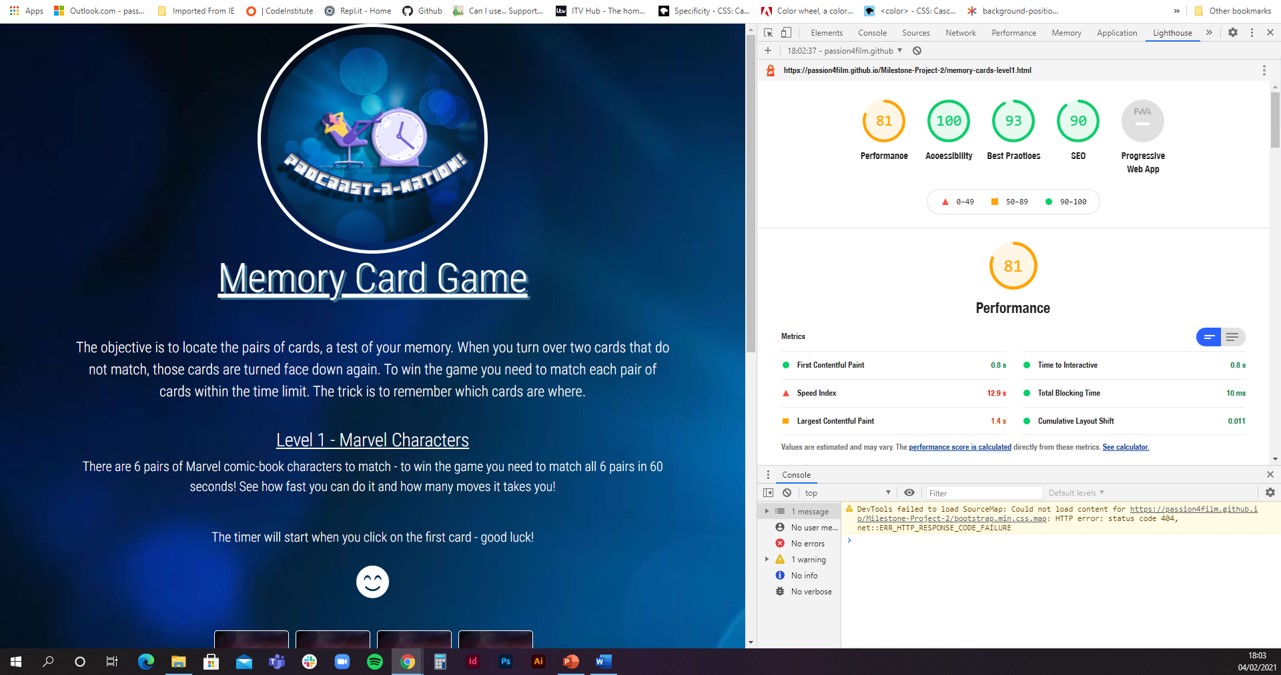 Apps
Outlook.com - pass...
Imported From IE
| CodeInstitute
Repl.it - Home
Github
Can I use... Support...
ITV Hub - The hom...
Specificity - CSS: Ca...
Color wheel, a color...
<color> - CSS: Casc...
background-positio...
»
Other bookmarks
Elements
Console
Sources
Network
Performance
Memory
Application
Lighthouse
»
18:02:37 - passion4film.github
https://passion4film.github.io/Milestone-Project-2/memory-cards-level1.html
PROCRAST-A-NATION!
Memory Card Game
The objective is to locate the pairs of cards, a test of your memory. When you turn over two cards that do
not match, those cards are turned face down again. To win the game you need to match each pair of
cards within the time limit. The trick is to remember which cards are where.
Level 1 - Marvel Characters
There are 6 pairs of Marvel comic-book characters to match - to win the game you need to match all 6 pairs in 60
seconds! See how fast you can do it and how many moves it takes you!
The timer will start when you click on the first card - good luck!
81
100
93
90
PWA
Performance
Accessibility
Best Practices
SEO
Progressive
Web App
0–49
50–89
90–100
81
Performance
Metrics
First Contentful Paint
0.8 s
Time to Interactive
0.8 s
Speed Index
12.9 s
Total Blocking Time
10 ms
Largest Contentful Paint
1.4 s
Cumulative Layout Shift
0.011
Values are estimated and may vary. The performance score is calculated directly from these metrics. See calculator.
Console
top
Filter
Default levels
1 message
No user me...
No errors
1 warning
No info
No verbose
DevTools failed to load SourceMap: Could not load content for https://passion4film.github.i
o/Milestone-Project-2/bootstrap.min.css.map: HTTP error: status code 404,
net::ERR_HTTP_RESPONSE_CODE_FAILURE
Id
Ps
Ai
18:03
04/02/2021